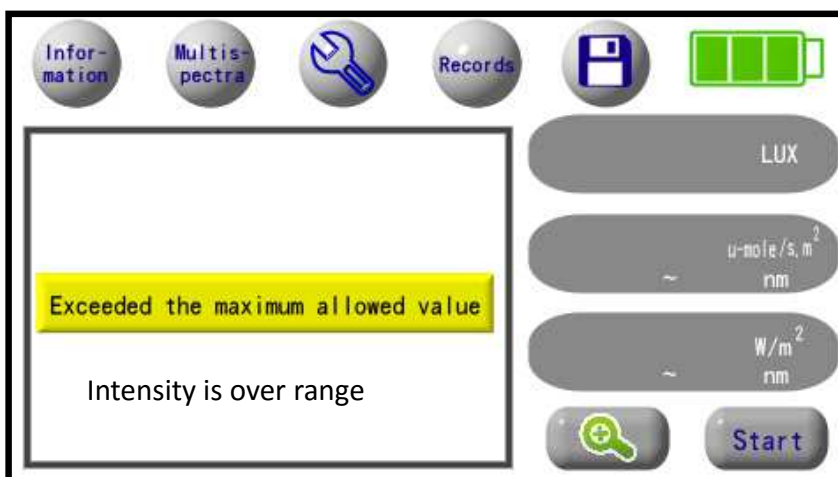 Infor-
mation
Multis-
pectra
Records
LUX
u-mole/s,m²
~ nm
Exceeded the maximum allowed value
W/m²
~ nm
Intensity is over range
Start